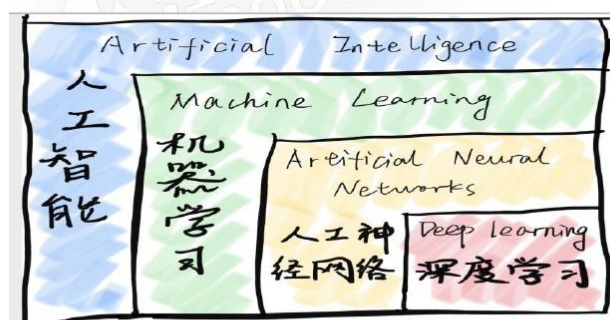 Artificial Intelligence
人工智能
Machine Learning
机器学习
Artificial Neural
Networks
人工神
经网络
Deep learning
深度学习